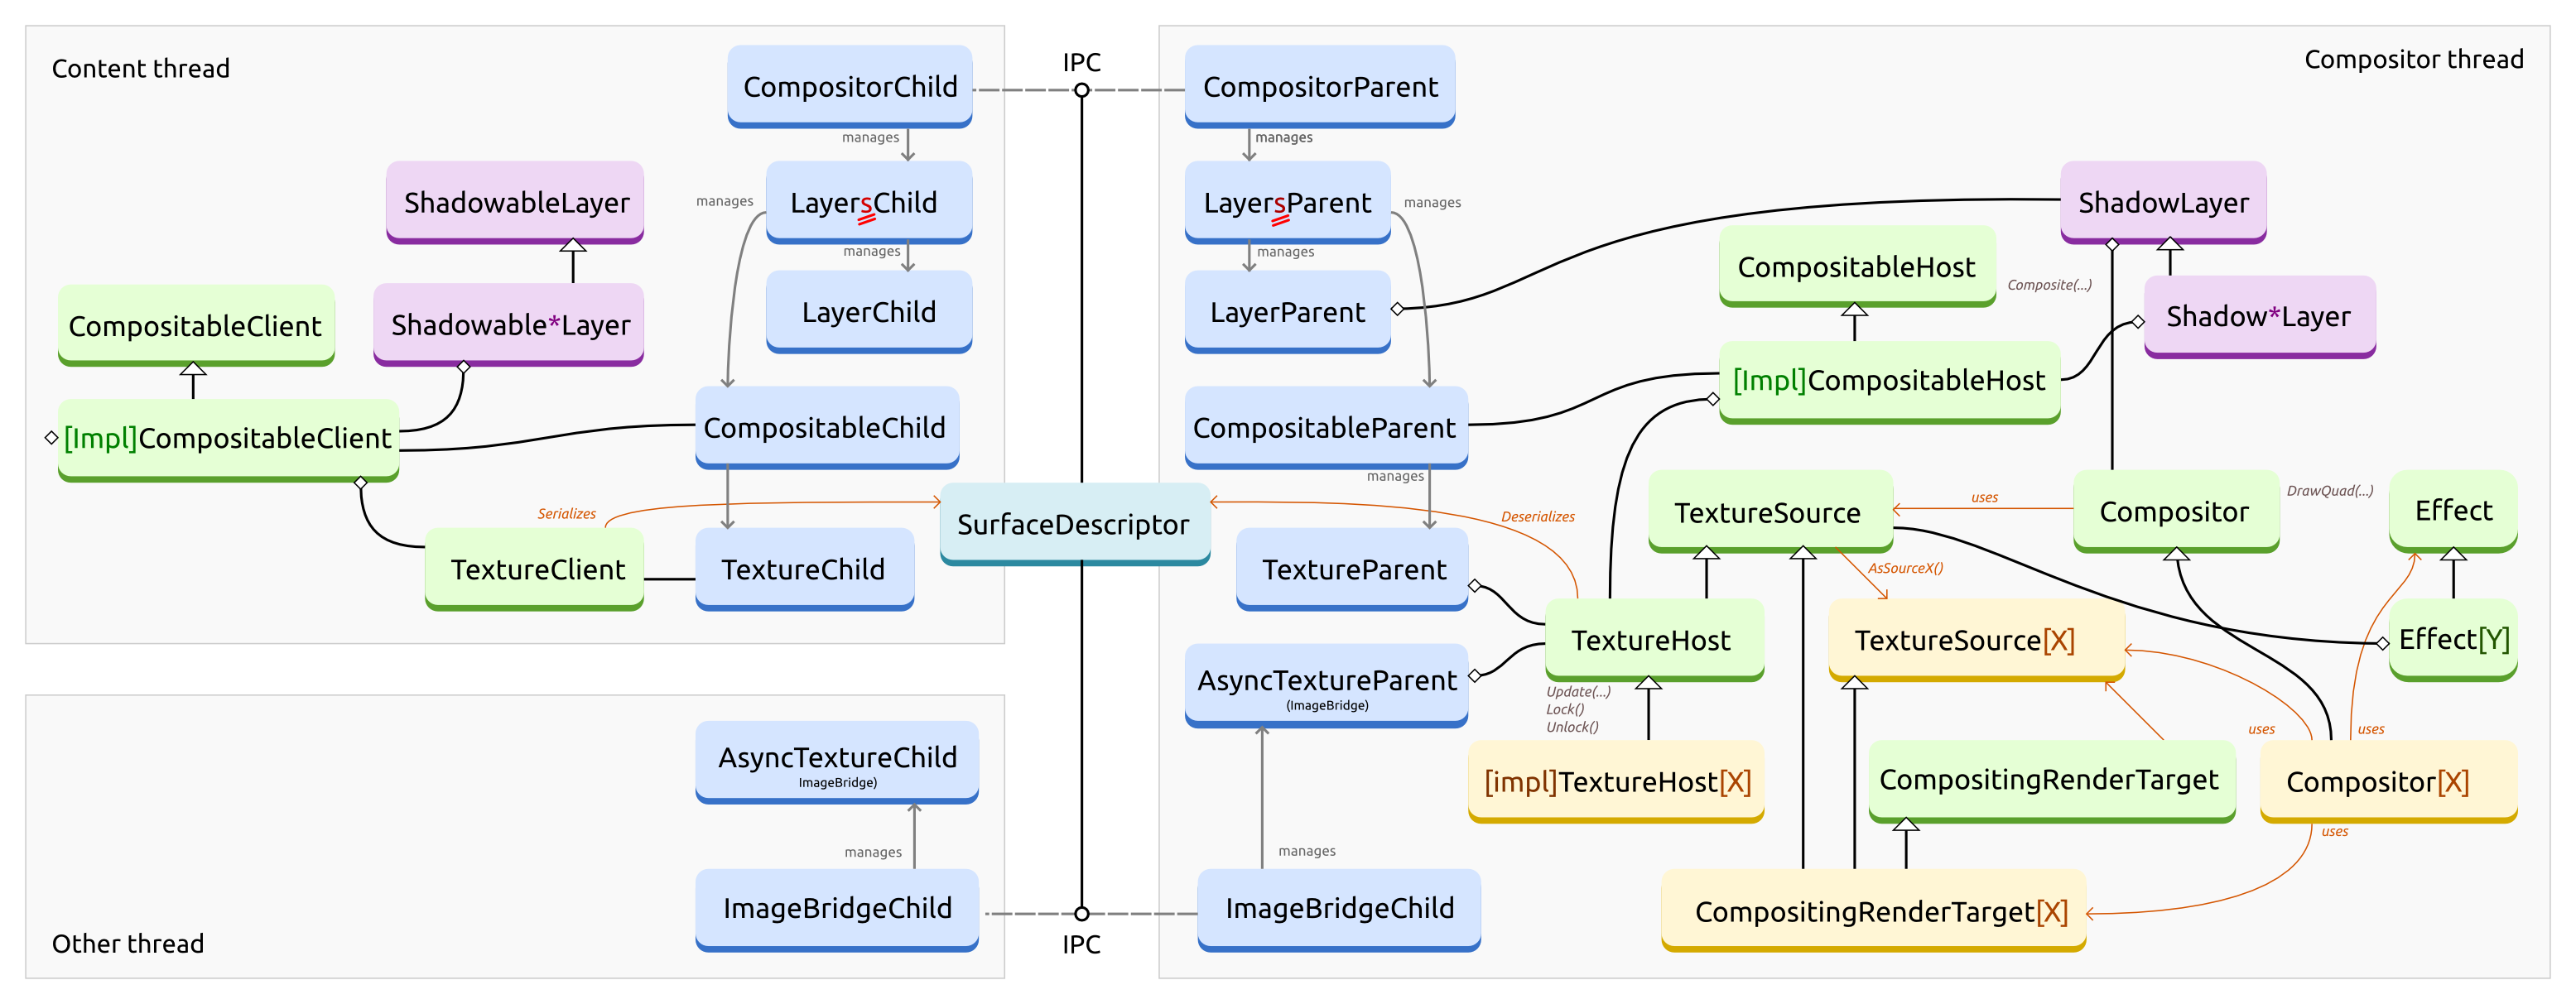 Content thread
CompositorChild
manages
ShadowableLayer
manages
LayersChild
manages
CompositableClient
Shadowable*Layer
LayerChild
[Impl]CompositableClient
CompositableChild
Serializes
TextureClient
TextureChild
IPC
SurfaceDescriptor
IPC
Other thread
AsyncTextureChild
ImageBridge)
manages
ImageBridgeChild
Compositor thread
CompositorParent
manages
LayersParent
manages
manages
LayerParent
ShadowLayer
CompositableHost
Composite(...)
Shadow*Layer
[Impl]CompositableHost
CompositableParent
manages
Deserializes
TextureSource
uses
Compositor
DrawQuad(...)
Effect
TextureParent
AsSourceX()
TextureHost
TextureSource[X]
Effect[Y]
AsyncTextureParent
(ImageBridge)
Update(...)
Lock()
Unlock()
uses
uses
[impl]TextureHost[X]
CompositingRenderTarget
Compositor[X]
uses
manages
ImageBridgeChild
CompositingRenderTarget[X]